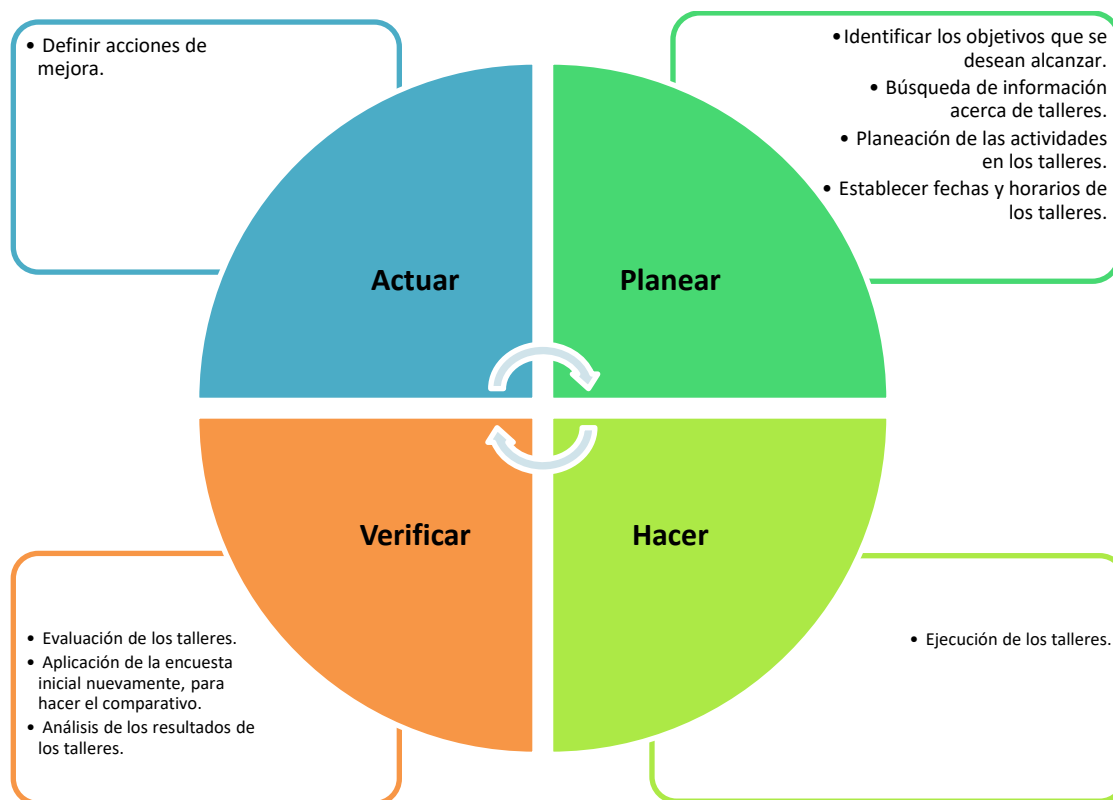 • Definir acciones de
mejora.
•Identificar los objetivos que se
desean alcanzar.
• Búsqueda de información
acerca de talleres.
• Planeación de las actividades
en los talleres.
• Establecer fechas y horarios de
los talleres.
Actuar
Planear
Verificar
Hacer
• Evaluación de los talleres.
• Aplicación de la encuesta
inicial nuevamente, para
hacer el comparativo.
• Análisis de los resultados de
los talleres.
• Ejecución de los talleres.